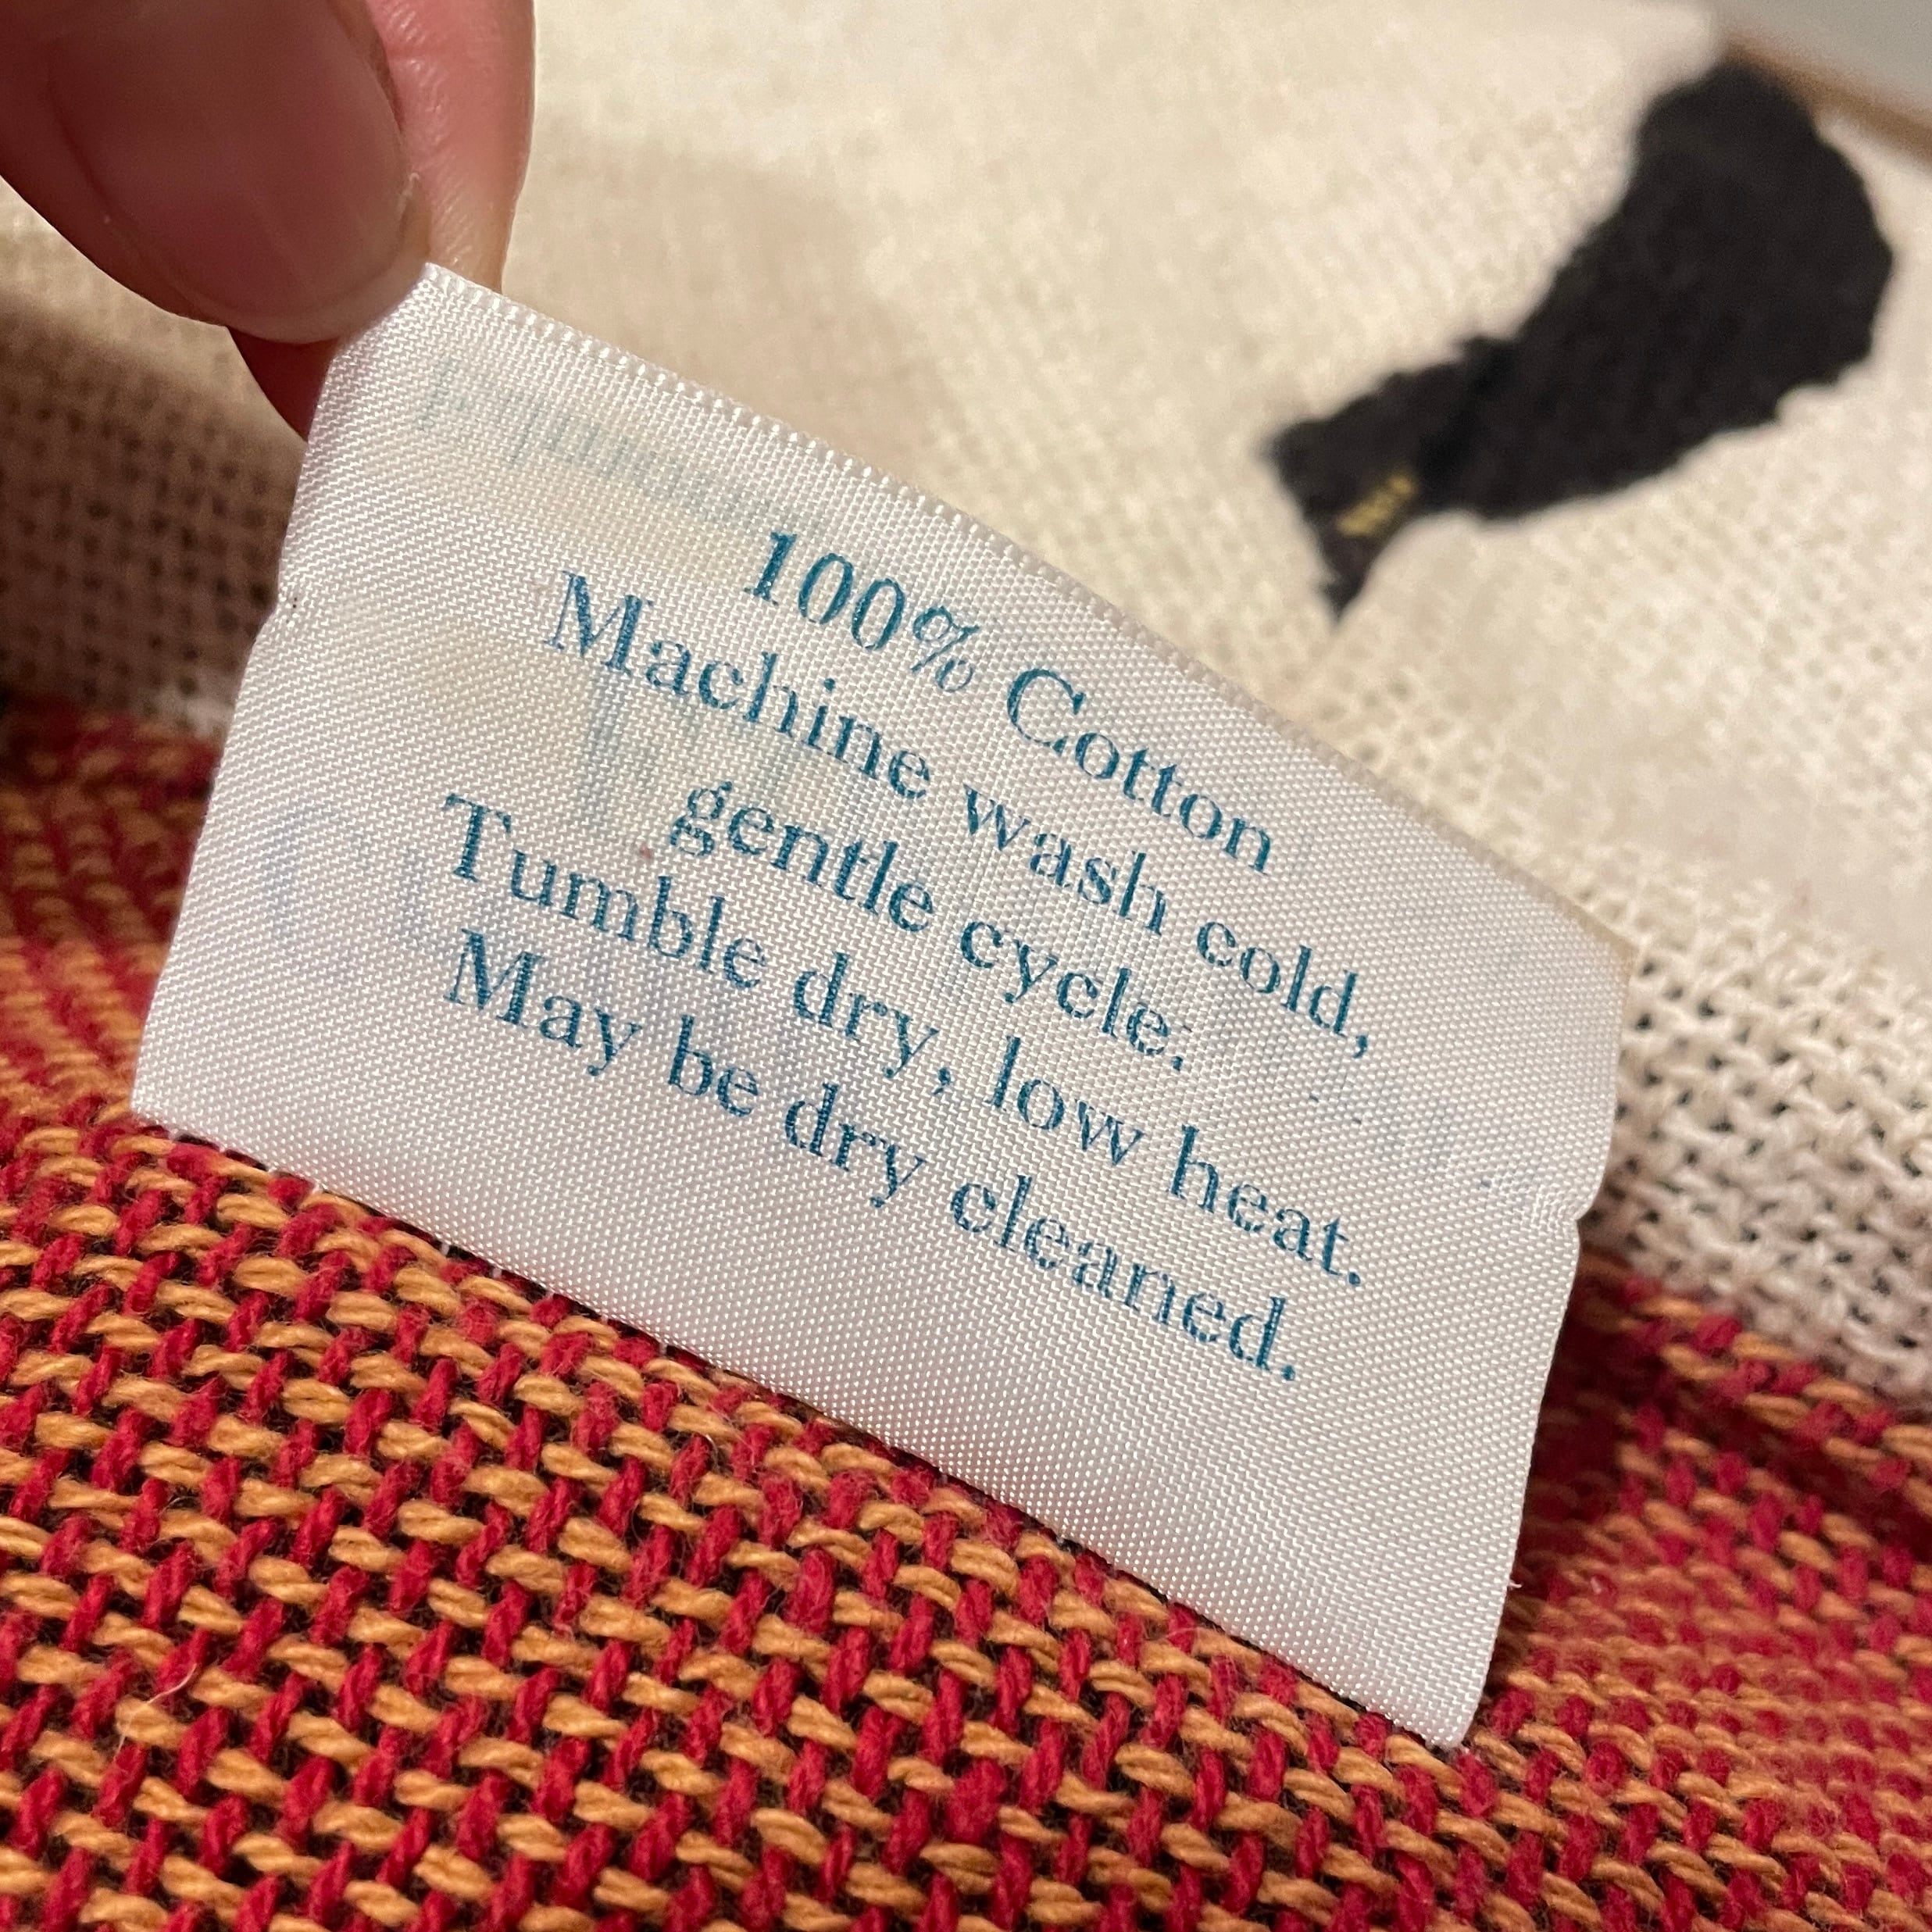 100% Cotton
Machine wash cold,
gentle cycle.
Tumble dry, low heat.
May be dry cleaned.